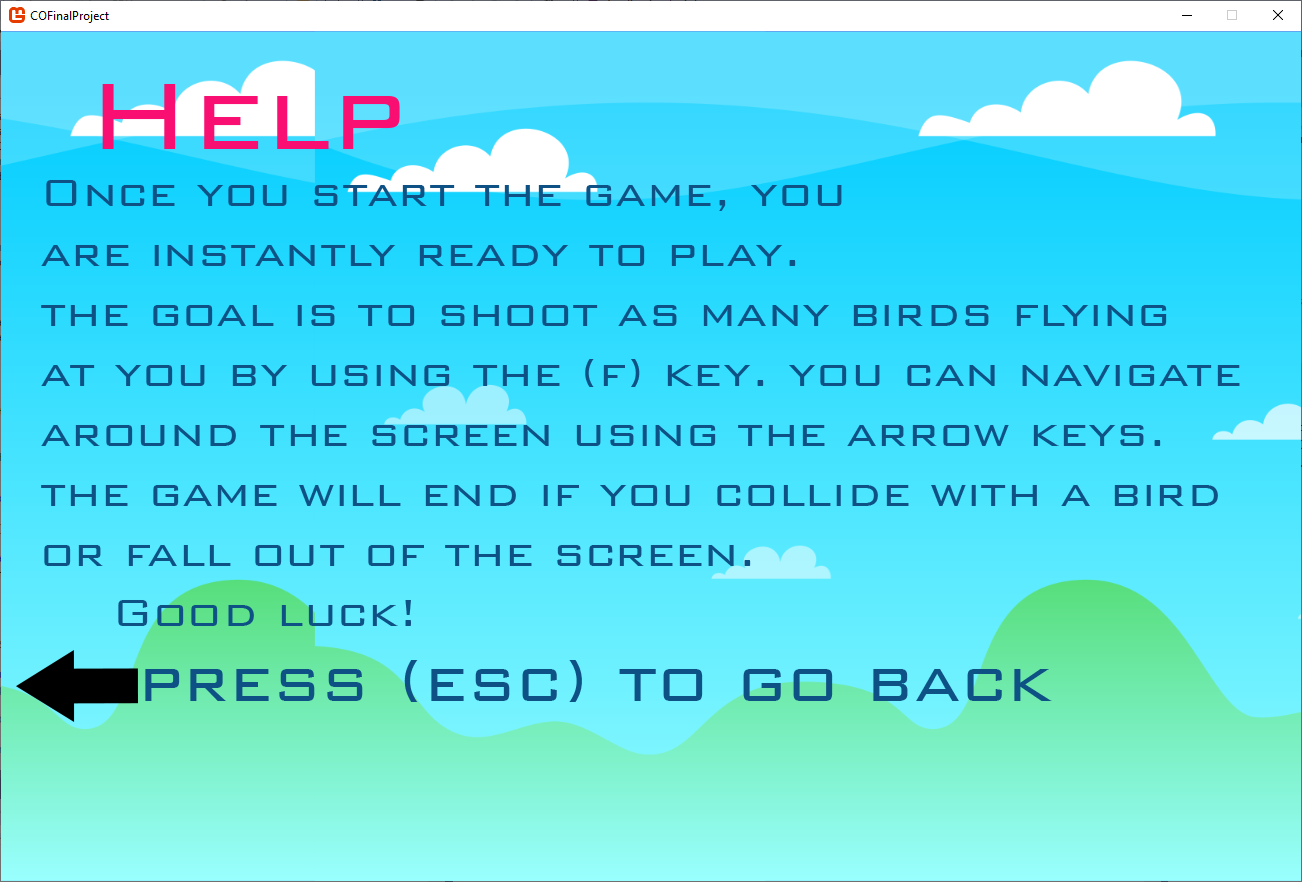 COFinalProject
Help
Once you start the game, you
are instantly ready to play.
the goal is to shoot as many birds flying
at you by using the (F) key. you can navigate
around the screen using the arrow keys.
the game will end if you collide with a bird
or fall out of the screen.
Good luck!
press (esc) to go back